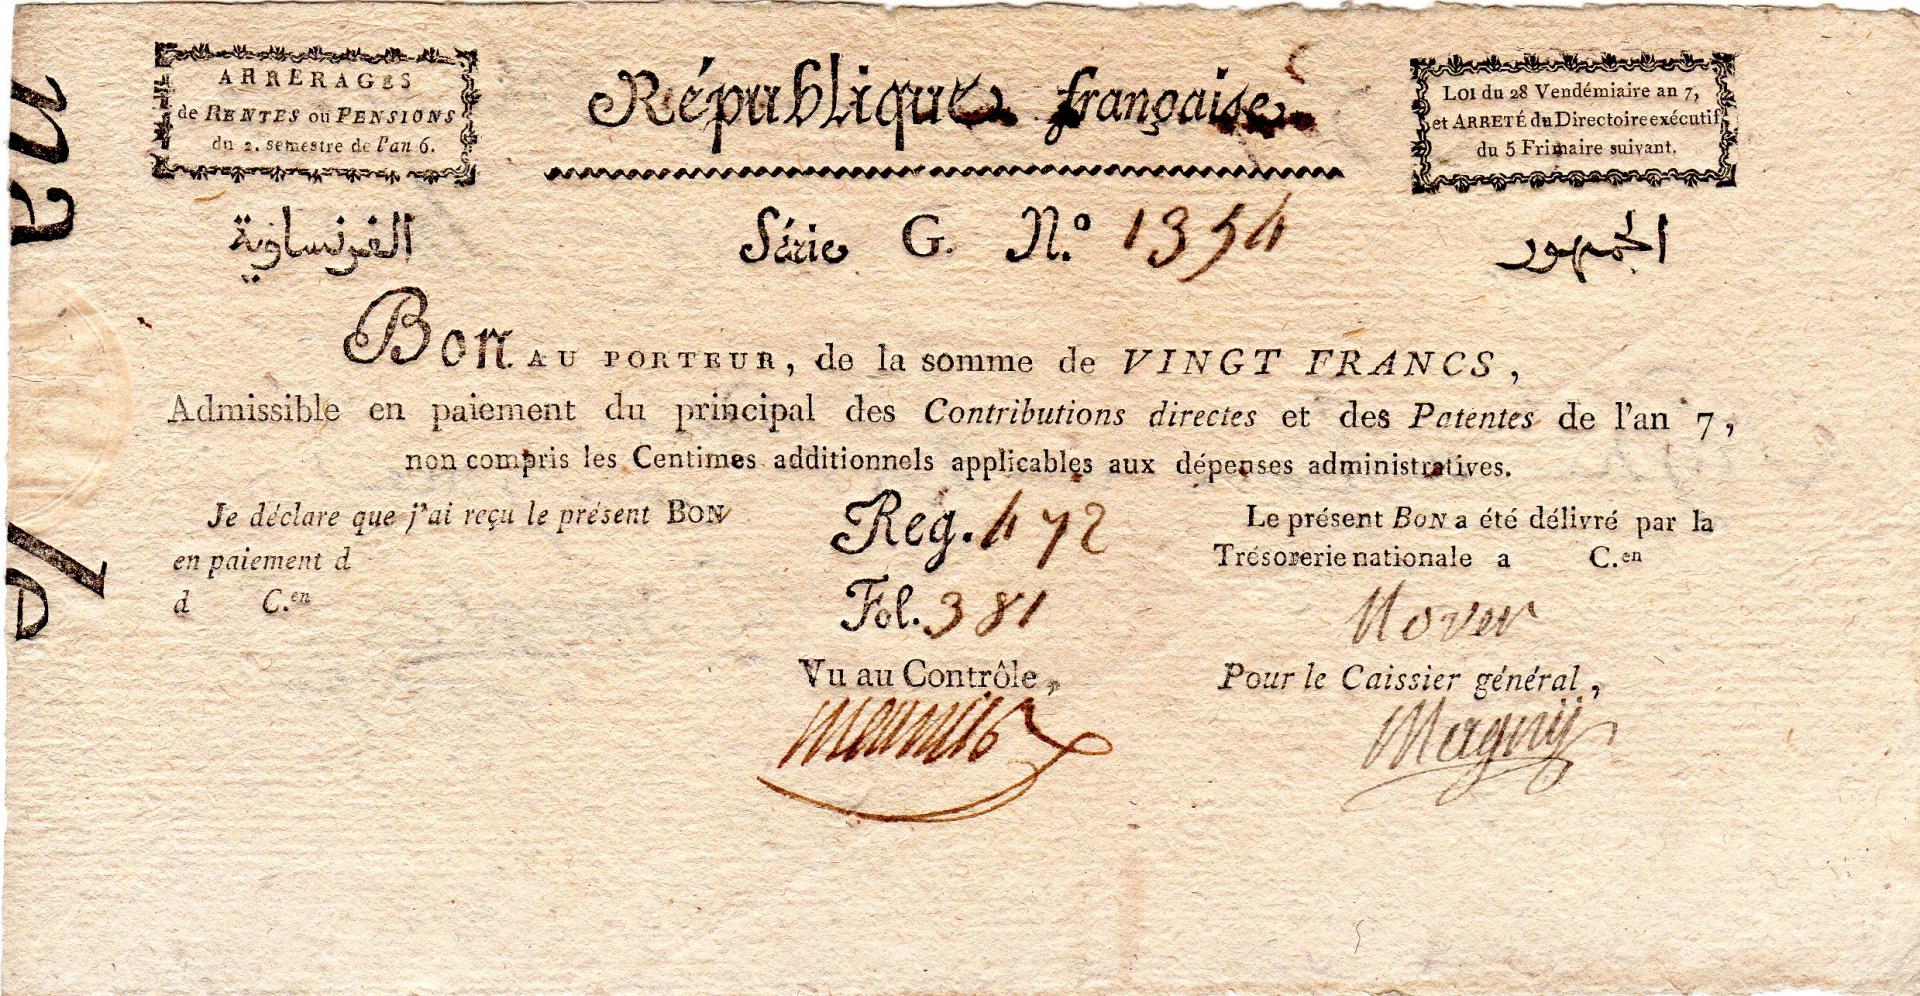 ARRERAGES
de RENTES ou PENSIONS
du 2. semestre de l'an 6.
République française.
LOI du 28 Vendémiaire an 7,
et ARRETÉ du Directoire exécutif
du 5 Frimaire suivant.
الفرنساوية
Série G. N.º 1354
الجمهور
Bon AU PORTEUR, de la somme de VINGT FRANCS,
Admissible en paiement du principal des Contributions directes et des Patentes de l'an 7,
non compris les Centimes additionnels applicables aux dépenses administratives.
Je déclare que j'ai reçu le présent BON
en paiement d
d C.en
Reg. 472
Fol. 381
Vu au Contrôle,
Le présent BON a été délivré par la
Trésorerie nationale a C.en
Nover
Pour le Caissier général,
Magnÿ
na
le